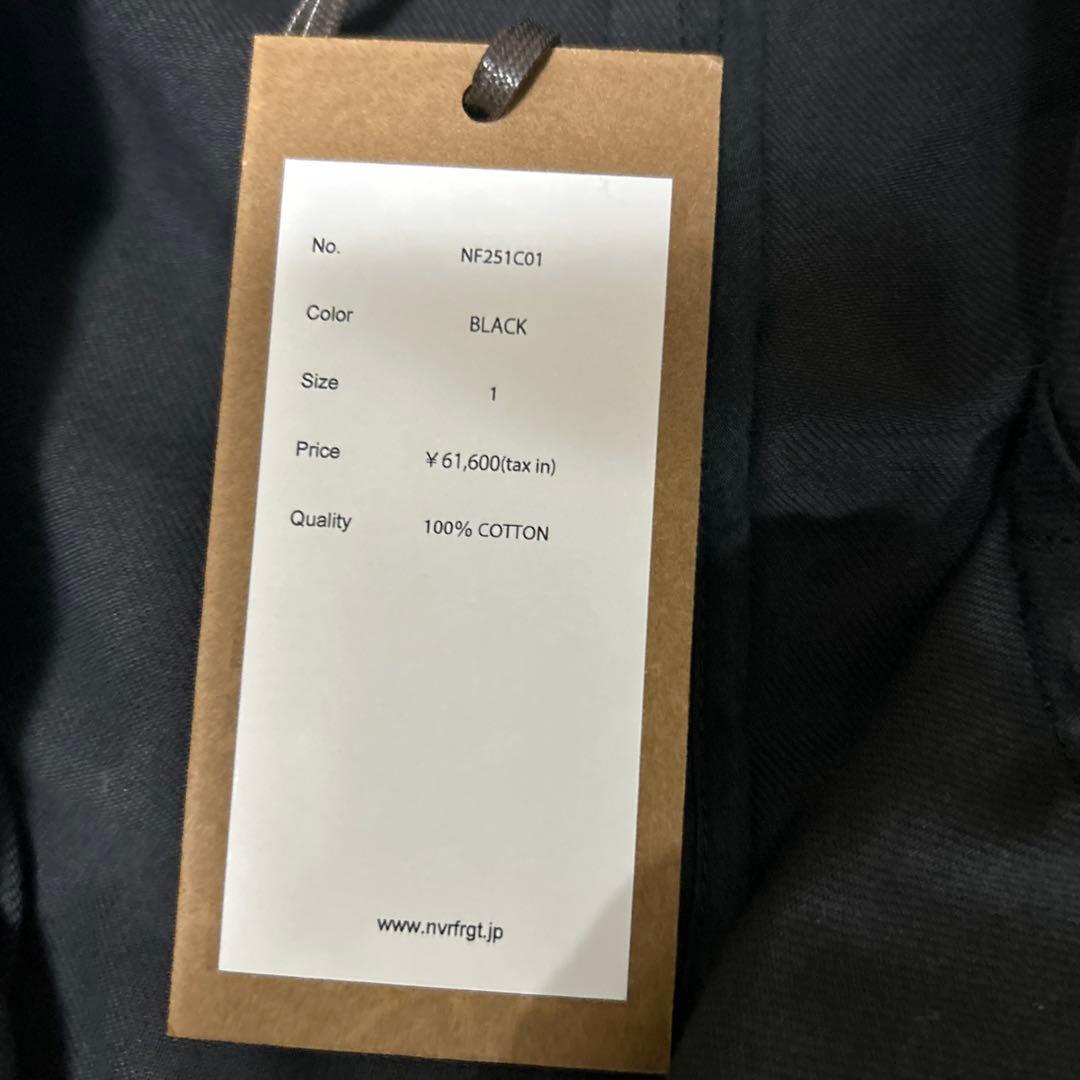 No. NF251C01
Color BLACK
Size 1
Price ¥61,600(tax in)
Quality 100% COTTON
www.nvrfrgt.jp